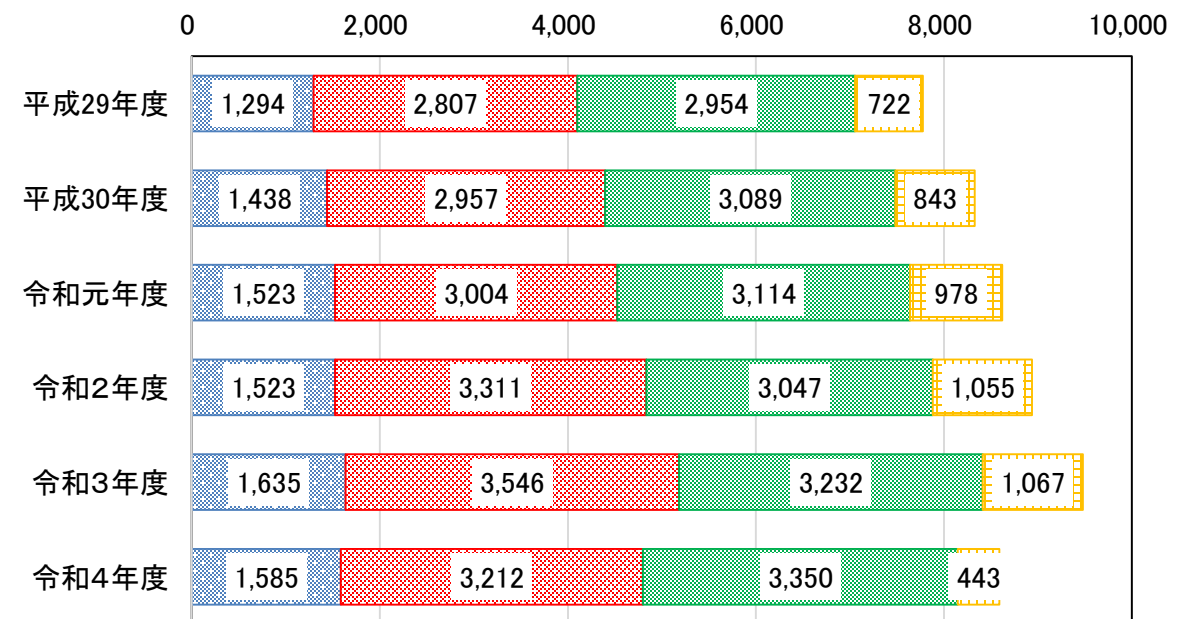 0 2,000 4,000 6,000 8,000 10,000
平成29年度 1,294 2,807 2,954 722
平成30年度 1,438 2,957 3,089 843
令和元年度 1,523 3,004 3,114 978
令和２年度 1,523 3,311 3,047 1,055
令和３年度 1,635 3,546 3,232 1,067
令和４年度 1,585 3,212 3,350 443